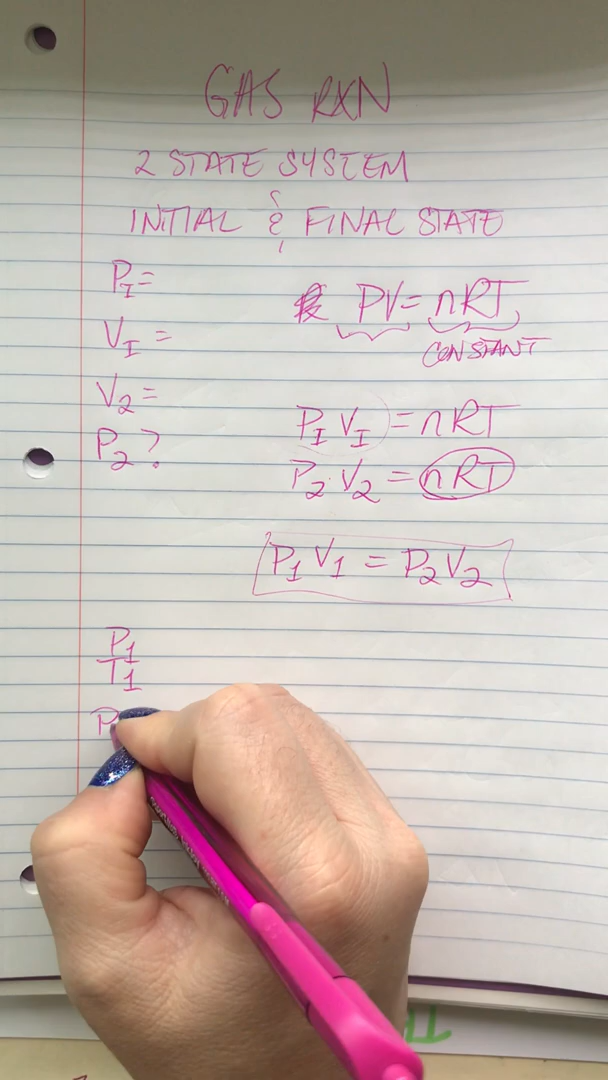 GAS RXN
2 STATE SYSTEM
INITIAL & FINAL STATE
P_I =
V_I =
V_2 =
P_2 ?
PV = nRT
CONSTANT
P_I V_I = nRT
P_2 V_2 = nRT
P_1 V_1 = P_2 V_2
P_1
T_1
P